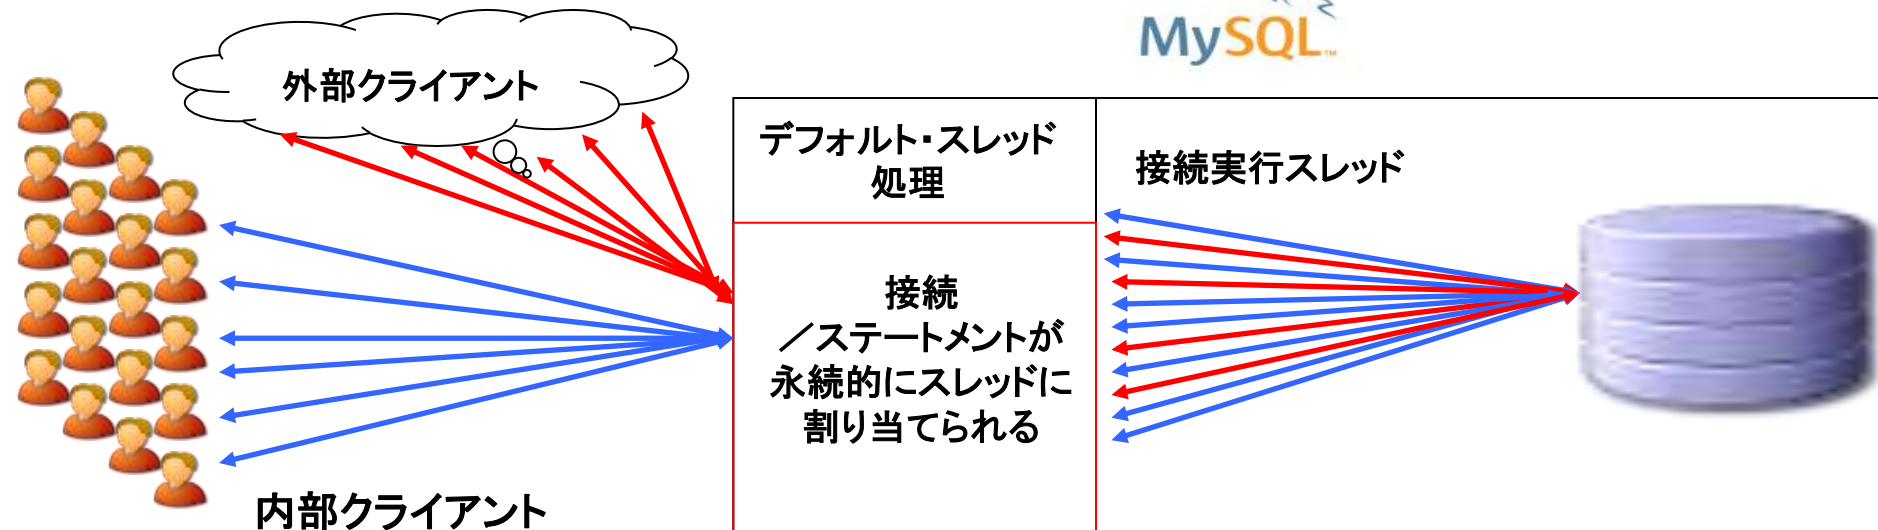 MySQL™
外部クライアント
デフォルト・スレッド
処理
接続実行スレッド
接続
／ステートメントが
永続的にスレッドに
割り当てられる
内部クライアント